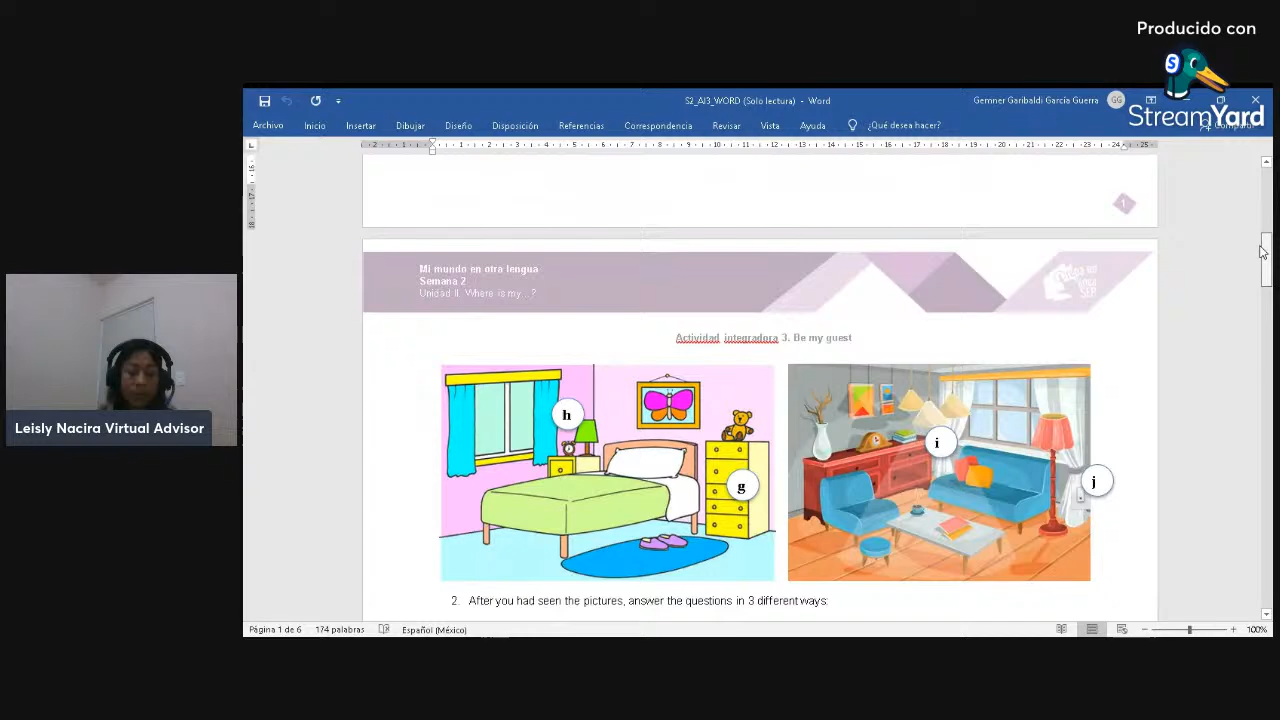 Producido con
StreamYard
S2_AI3_WORD (Solo lectura) - Word
Gemner Garibaldi García Guerra
GG
Archivo
Inicio
Insertar
Dibujar
Diseño
Disposición
Referencias
Correspondencia
Revisar
Vista
Ayuda
¿Qué desea hacer?
1
Mi mundo en otra lengua
Semana 2
Unidad II. Where is my…?
Actividad integradora 3. Be my guest
h
g
i
j
2. After you had seen the pictures, answer the questions in 3 different ways:
Leisly Nacira Virtual Advisor
Página 1 de 6
174 palabras
Español (México)
100%